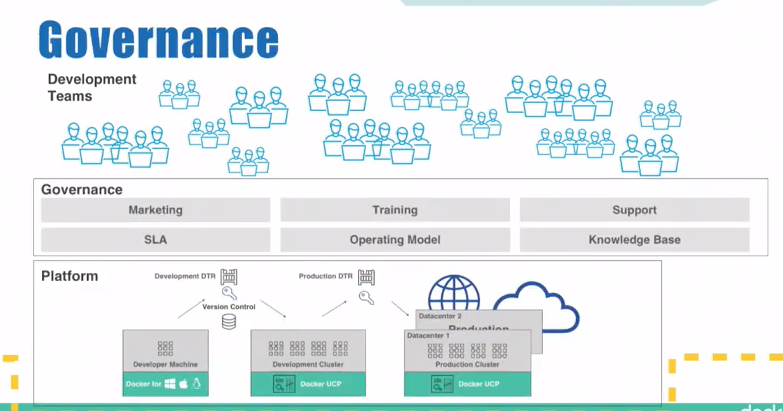 Governance
Development
Teams
Governance
Marketing
Training
Support
SLA
Operating Model
Knowledge Base
Platform
Development DTR
Production DTR
Version Control
Datacenter 2
Production
Datacenter 1
Developer Machine
Development Cluster
Production Cluster
Docker for
Docker UCP
Docker UCP